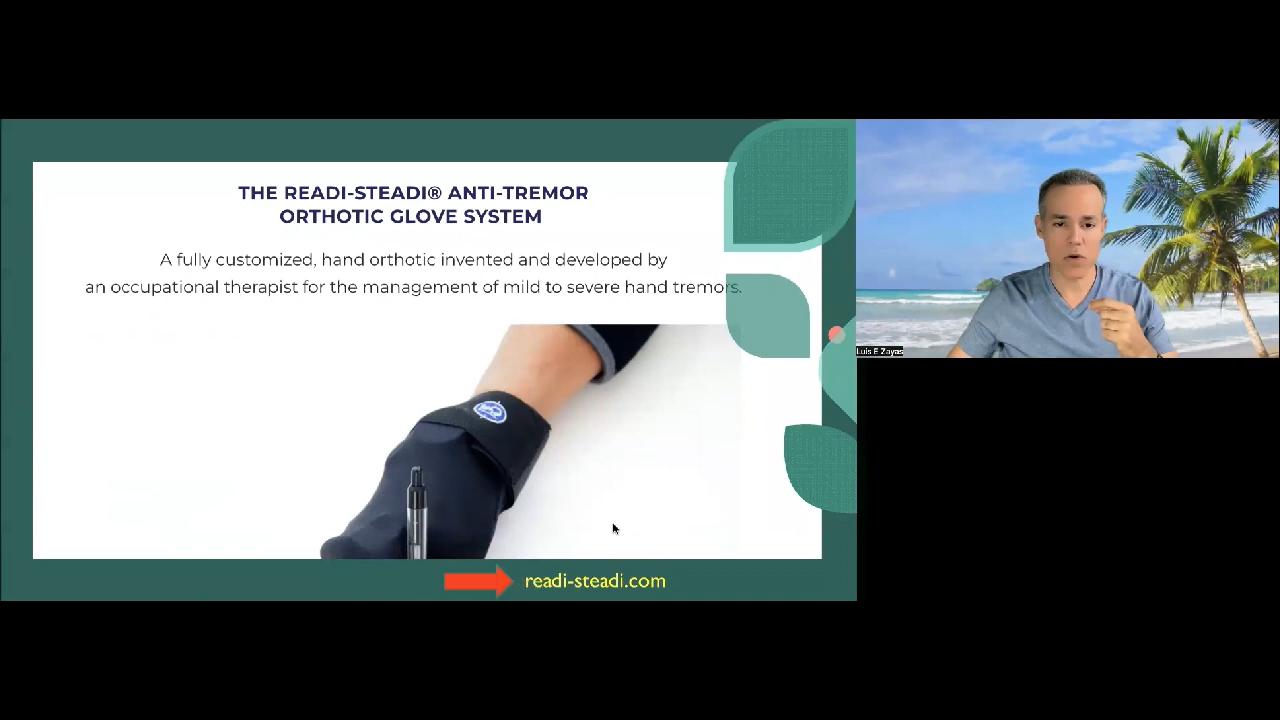 THE READI-STEADI® ANTI-TREMOR
ORTHOTIC GLOVE SYSTEM
A fully customized, hand orthotic invented and developed by
an occupational therapist for the management of mild to severe hand tremors.
readi-steadi.com
Luis E Zayas